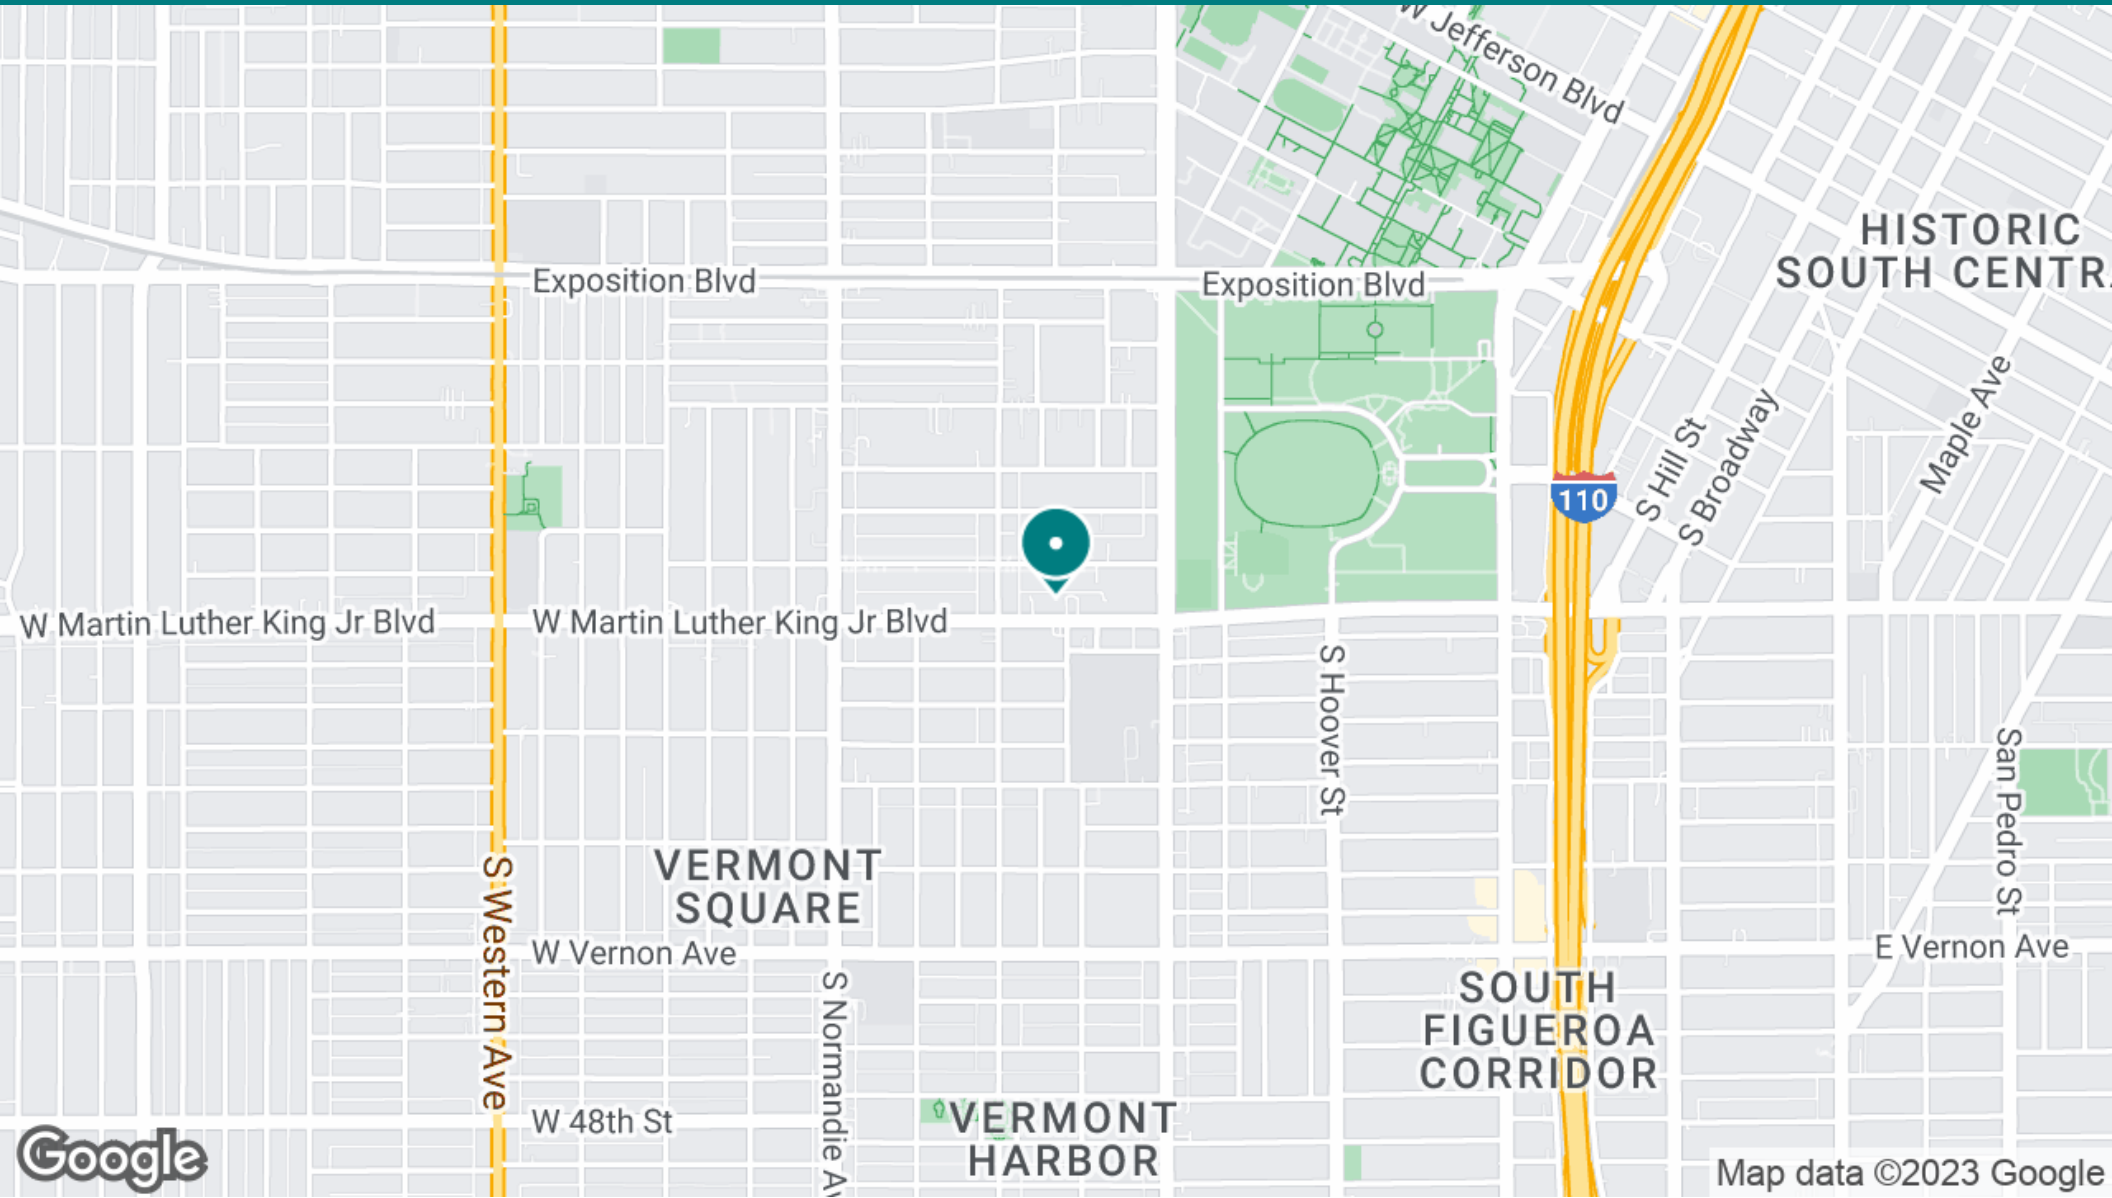 W Jefferson Blvd
HISTORIC
SOUTH CENTR
Exposition Blvd
Exposition Blvd
Maple Ave
S Hill St
S Broadway
110
W Martin Luther King Jr Blvd
W Martin Luther King Jr Blvd
S Hoover St
San Pedro St
VERMONT
SQUARE
S Western Ave
W Vernon Ave
E Vernon Ave
S Normandie Av
SOUTH
FIGUEROA
CORRIDOR
W 48th St
VERMONT
HARBOR
Google
Map data ©2023 Google